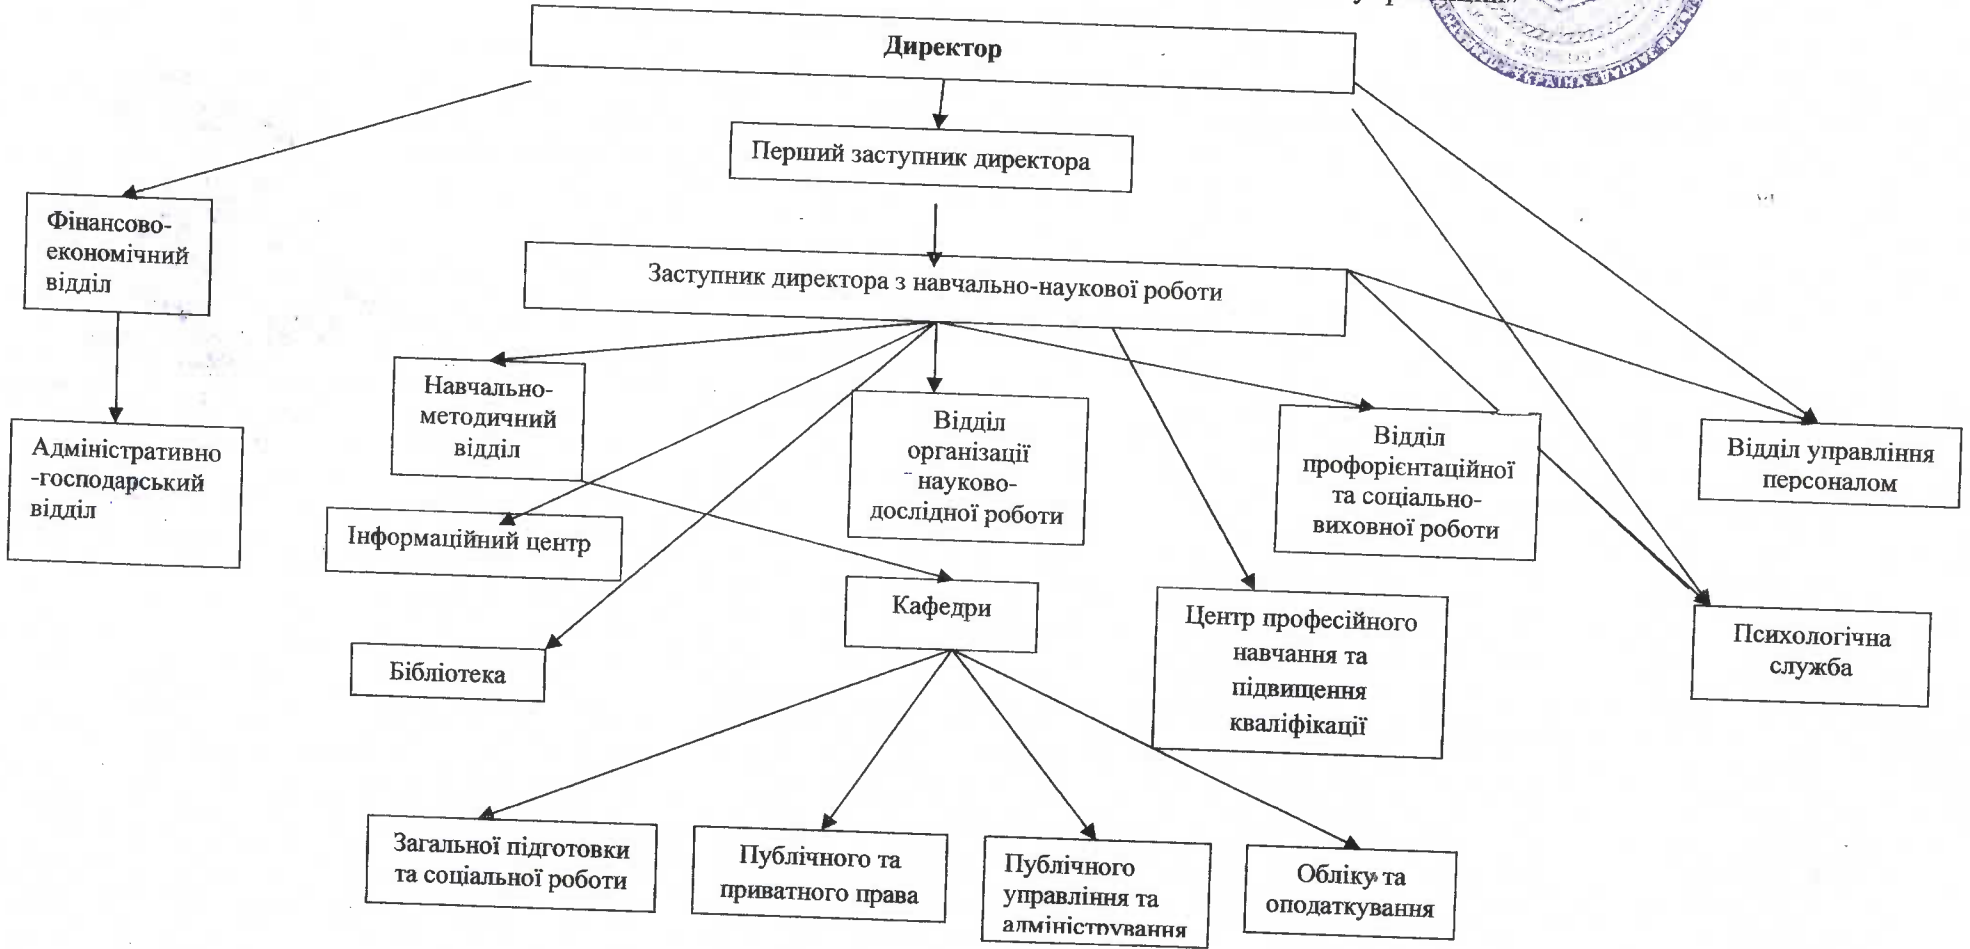 Директор
Перший заступник директора
Фінансово-
економічний
відділ
Заступник директора з навчально-наукової роботи
Навчально-
методичний
відділ
Відділ
організації
науково-
дослідної роботи
Відділ
профорієнтаційної
та соціально-
виховної роботи
Відділ управління
персоналом
Адміністративно
-господарський
відділ
Інформаційний центр
Кафедри
Центр професійного
навчання та
підвищення
кваліфікації
Психологічна
служба
Бібліотека
Загальної підготовки
та соціальної роботи
Публічного та
приватного права
Публічного
управління та
адміністрування
Обліку та
оподаткування